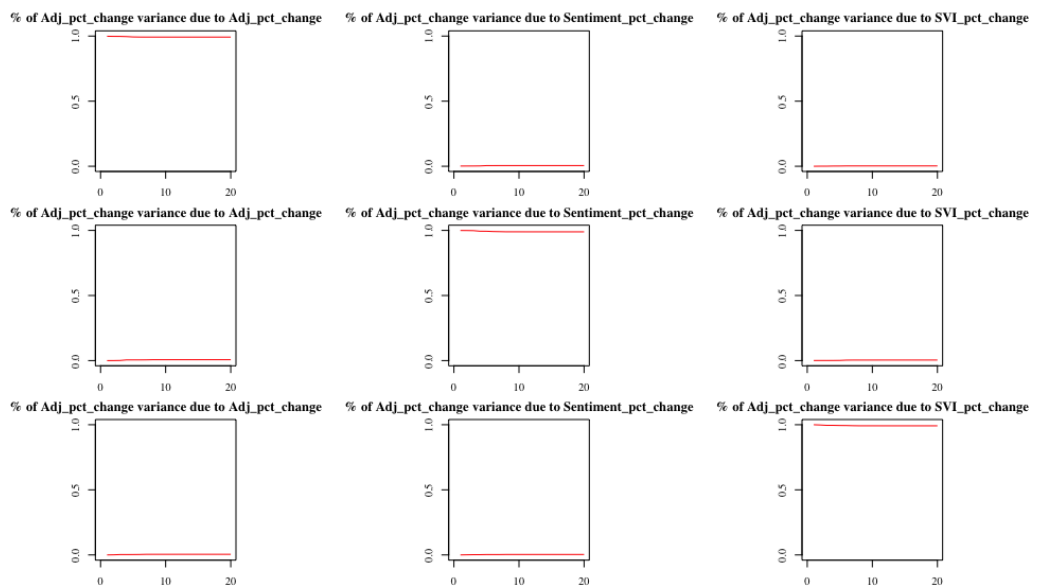 % of Adj_pct_change variance due to Adj_pct_change
% of Adj_pct_change variance due to Sentiment_pct_change
% of Adj_pct_change variance due to SVI_pct_change
1.0
0.5
0.0
0 10 20
1.0
0.5
0.0
0 10 20
1.0
0.5
0.0
0 10 20
% of Adj_pct_change variance due to Adj_pct_change
% of Adj_pct_change variance due to Sentiment_pct_change
% of Adj_pct_change variance due to SVI_pct_change
1.0
0.5
0.0
0 10 20
1.0
0.5
0.0
0 10 20
1.0
0.5
0.0
0 10 20
% of Adj_pct_change variance due to Adj_pct_change
% of Adj_pct_change variance due to Sentiment_pct_change
% of Adj_pct_change variance due to SVI_pct_change
1.0
0.5
0.0
0 10 20
1.0
0.5
0.0
0 10 20
1.0
0.5
0.0
0 10 20